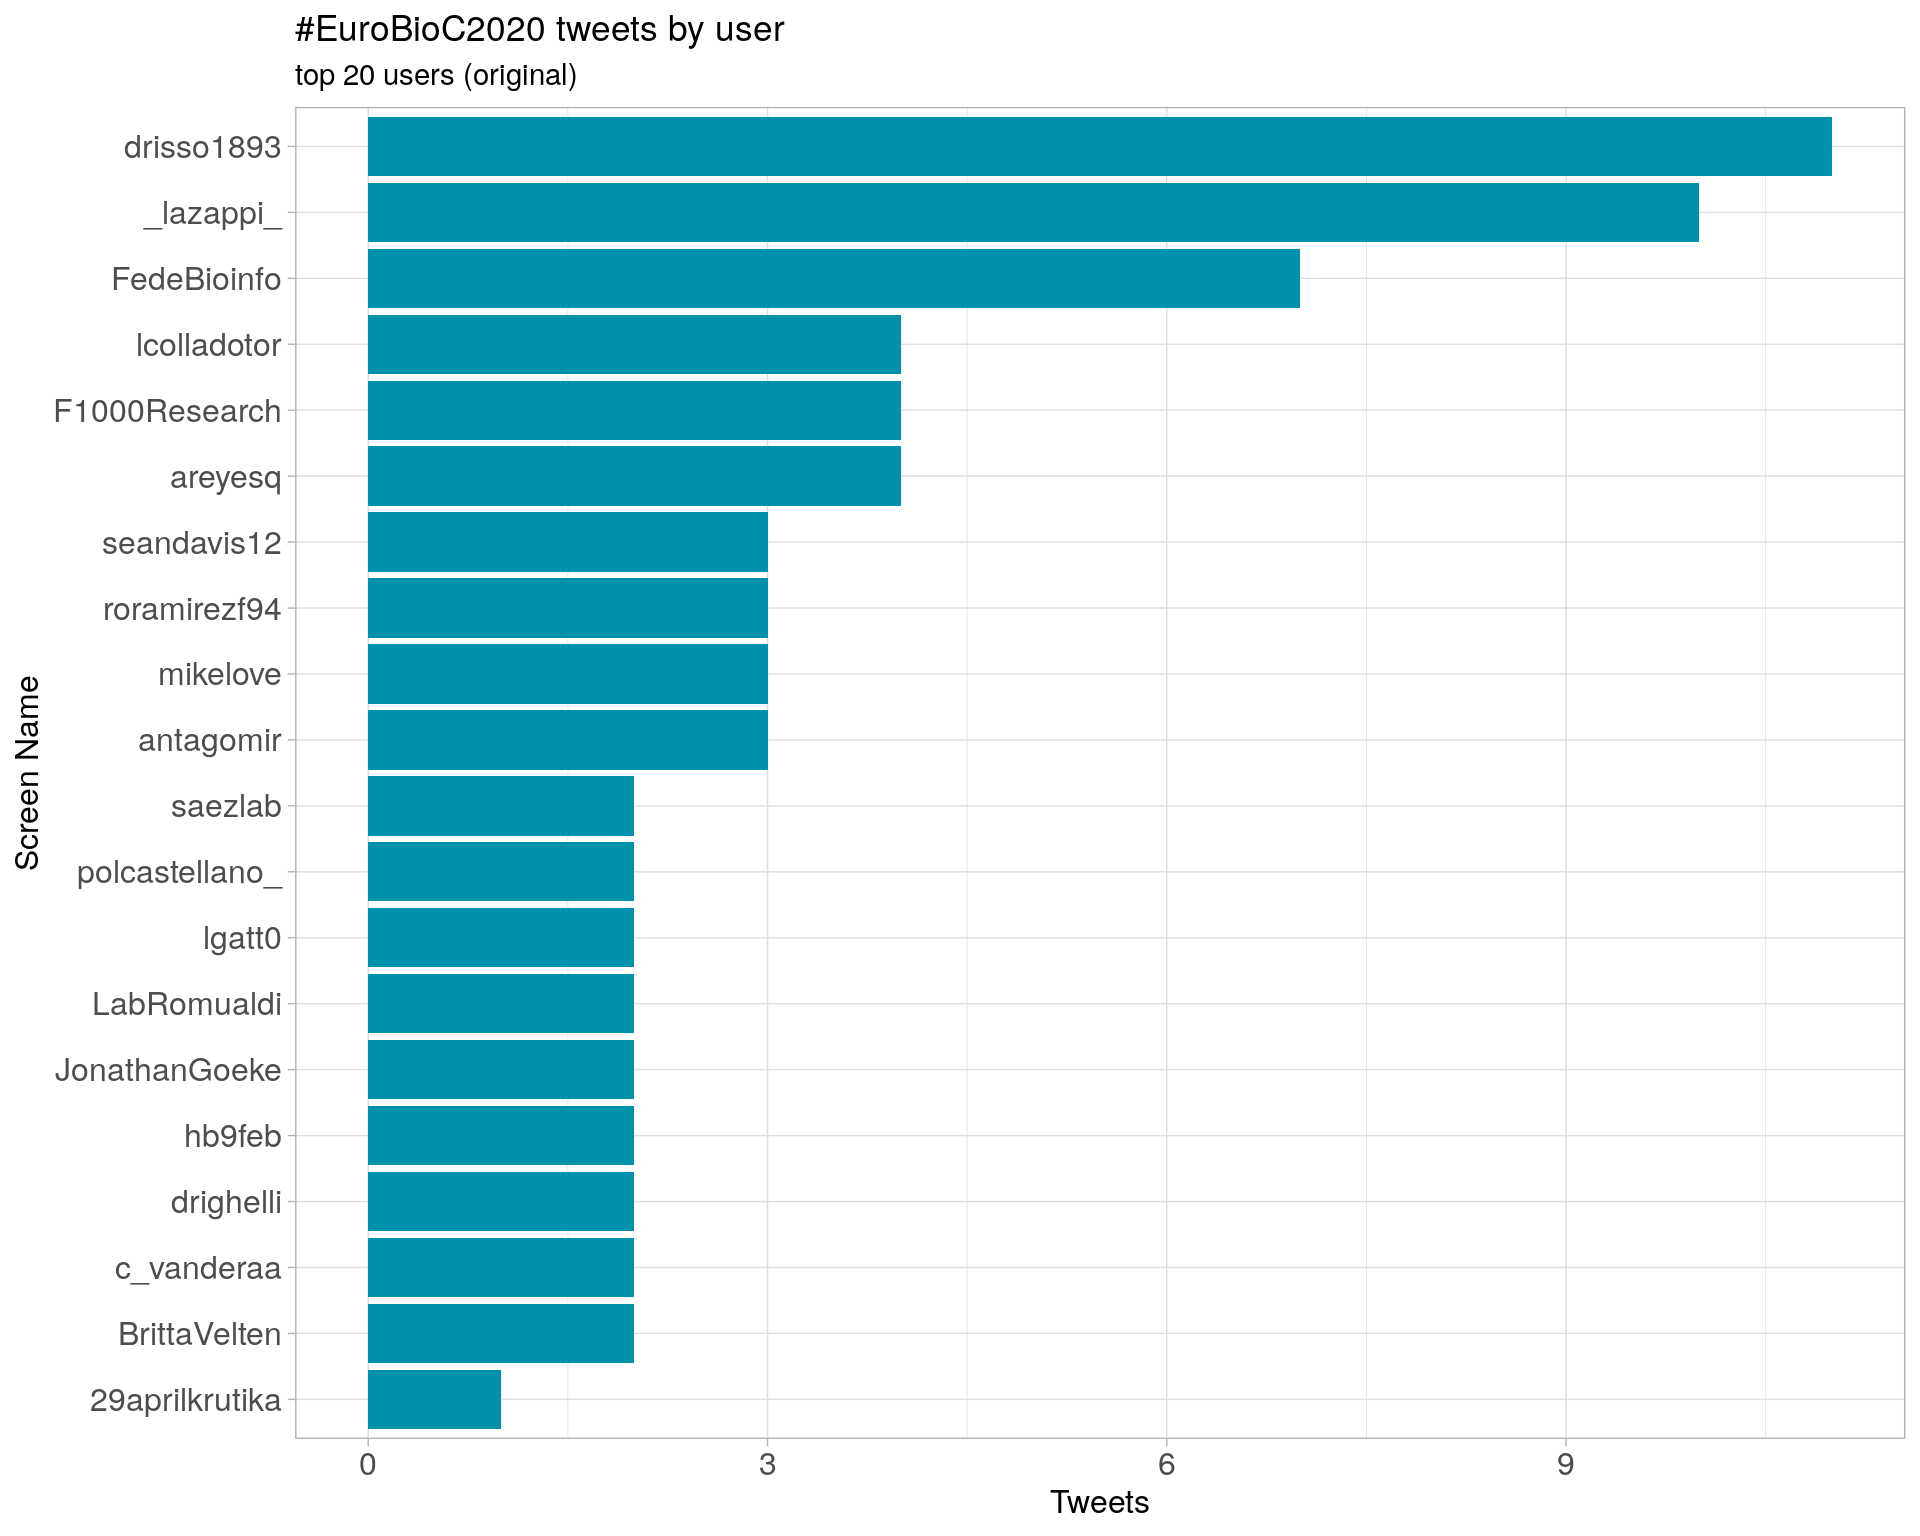 #EuroBioC2020 tweets by user
top 20 users (original)
drisso1893
_lazappi_
FedeBioinfo
lcolladotor
F1000Research
areyesq
seandavis12
roramirezf94
mikelove
antagomir
saezlab
polcastellano_
lgatt0
LabRomualdi
JonathanGoeke
hb9feb
drighelli
c_vanderaa
BrittaVelten
29aprilkrutika
Screen Name
0 3 6 9
Tweets